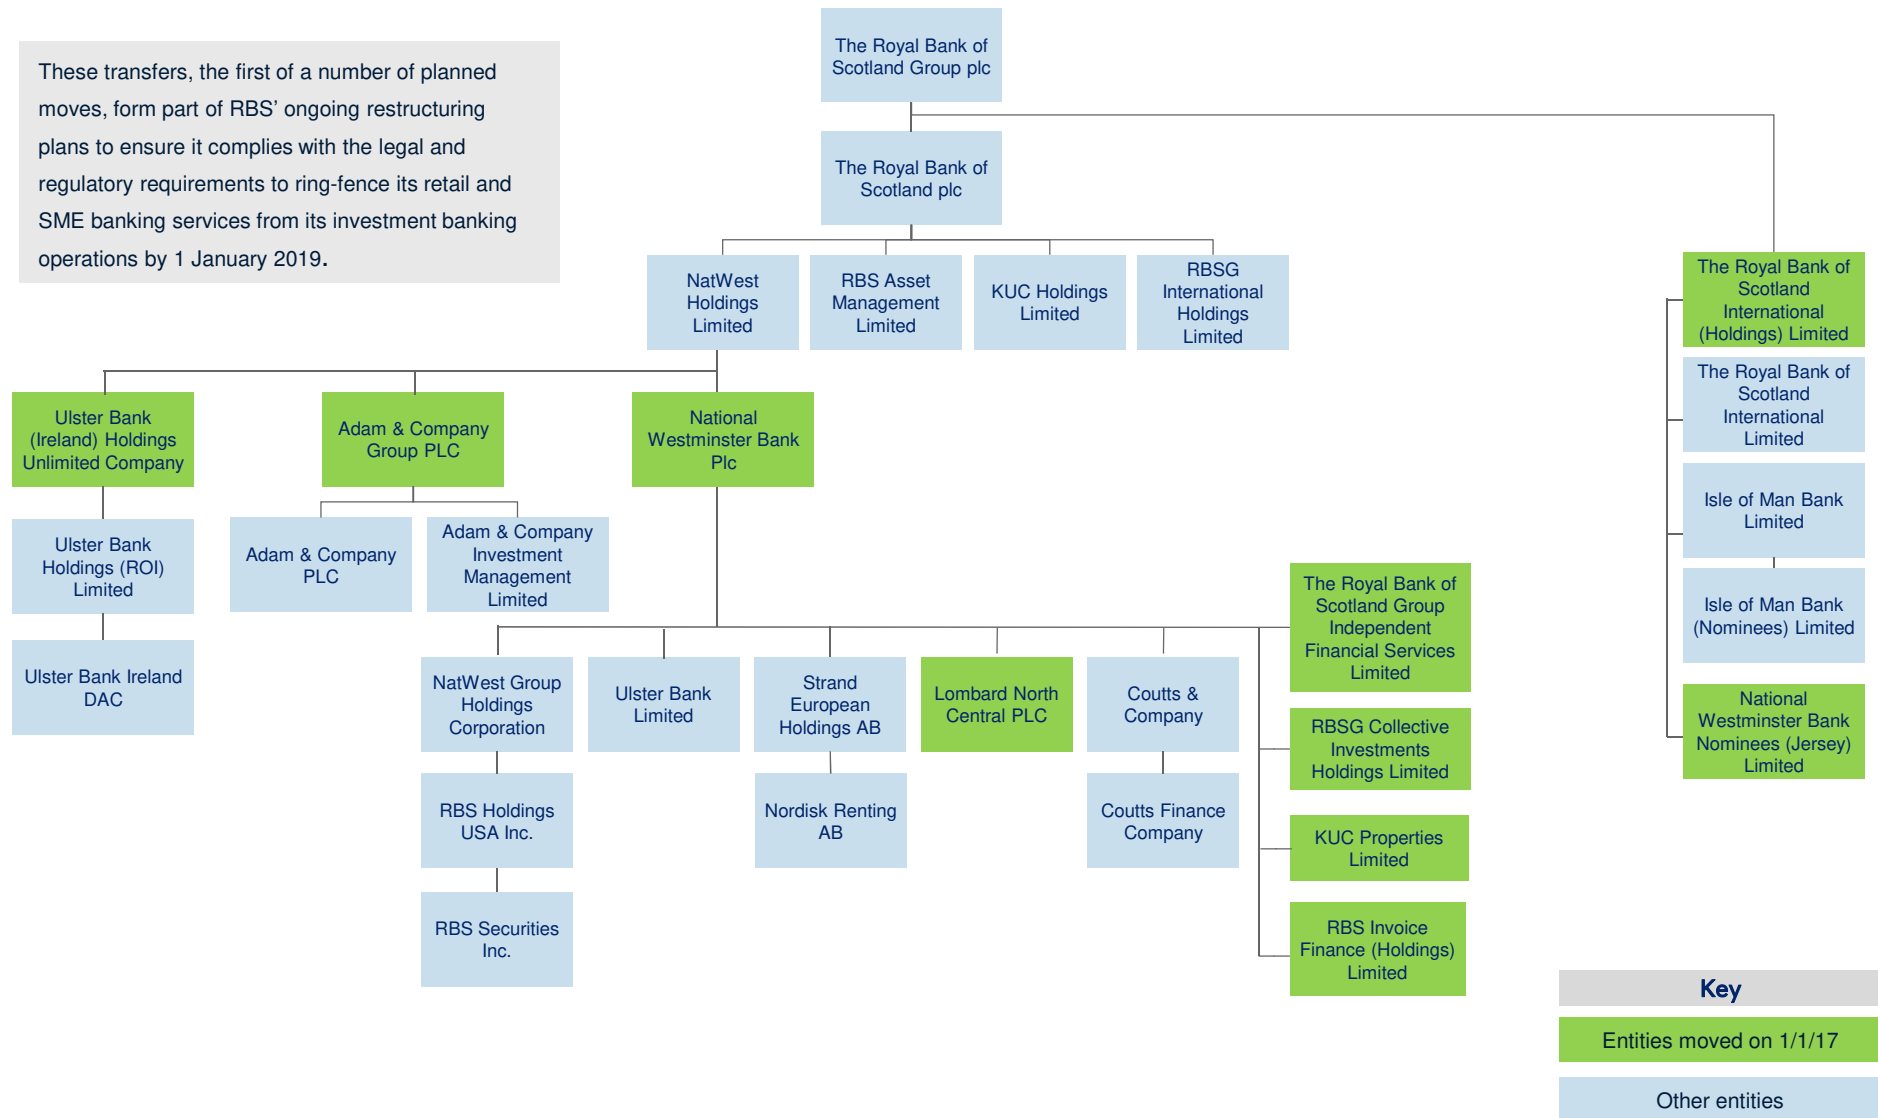 The Royal Bank of
Scotland Group plc
These transfers, the first of a number of planned
moves, form part of RBS’ ongoing restructuring
plans to ensure it complies with the legal and
regulatory requirements to ring-fence its retail and
SME banking services from its investment banking
operations by 1 January 2019.
The Royal Bank of
Scotland plc
NatWest
Holdings
Limited
RBS Asset
Management
Limited
KUC Holdings
Limited
RBSG
International
Holdings
Limited
The Royal Bank of
Scotland
International
(Holdings) Limited
The Royal Bank of
Scotland
International
Limited
Isle of Man Bank
Limited
Isle of Man Bank
(Nominees) Limited
National
Westminster Bank
Nominees (Jersey)
Limited
Ulster Bank
(Ireland) Holdings
Unlimited Company
Adam & Company
Group PLC
National
Westminster Bank
Plc
Ulster Bank
Holdings (ROI)
Limited
Adam & Company
PLC
Adam & Company
Investment
Management
Limited
Ulster Bank Ireland
DAC
NatWest Group
Holdings
Corporation
Ulster Bank
Limited
Strand
European
Holdings AB
Lombard North
Central PLC
Coutts &
Company
The Royal Bank of
Scotland Group
Independent
Financial Services
Limited
RBSG Collective
Investments
Holdings Limited
KUC Properties
Limited
RBS Invoice
Finance (Holdings)
Limited
RBS Holdings
USA Inc.
Nordisk Renting
AB
Coutts Finance
Company
RBS Securities
Inc.
Key
Entities moved on 1/1/17
Other entities